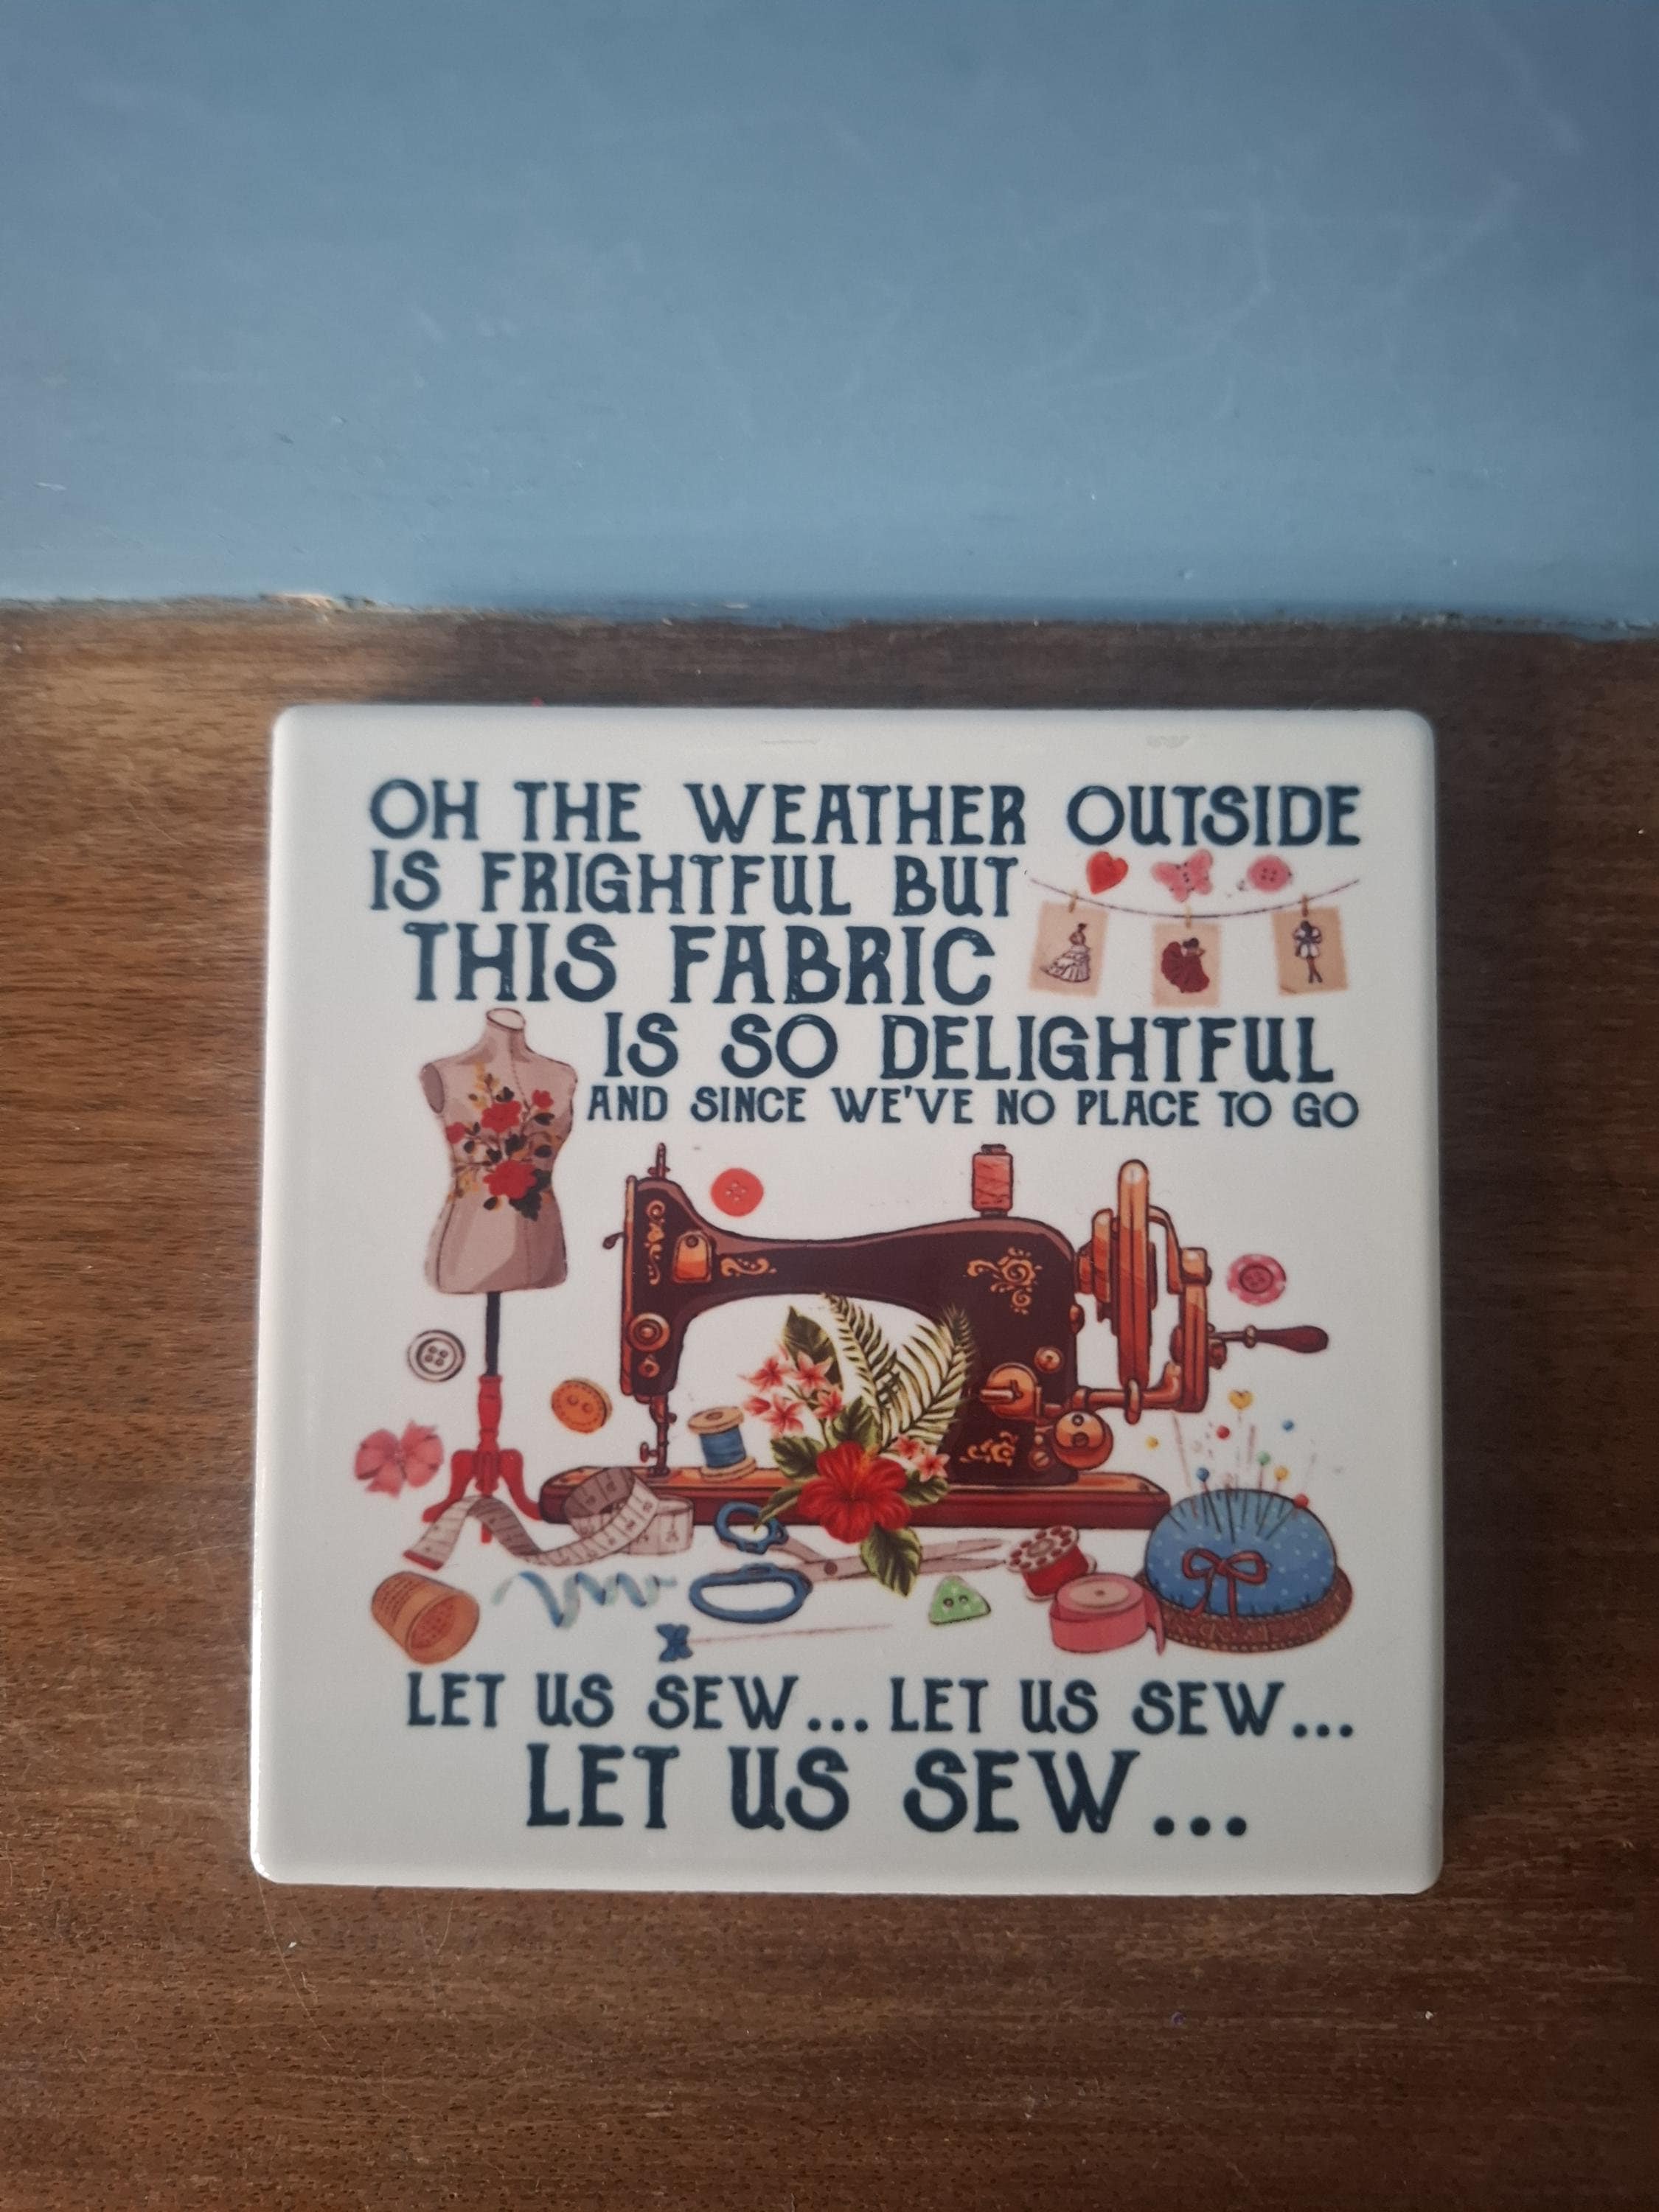 OH THE WEATHER OUTSIDE
IS FRIGHTFUL BUT
THIS FABRIC
IS SO DELIGHTFUL
AND SINCE WE'VE NO PLACE TO GO
LET US SEW... LET US SEW...
LET US SEW...